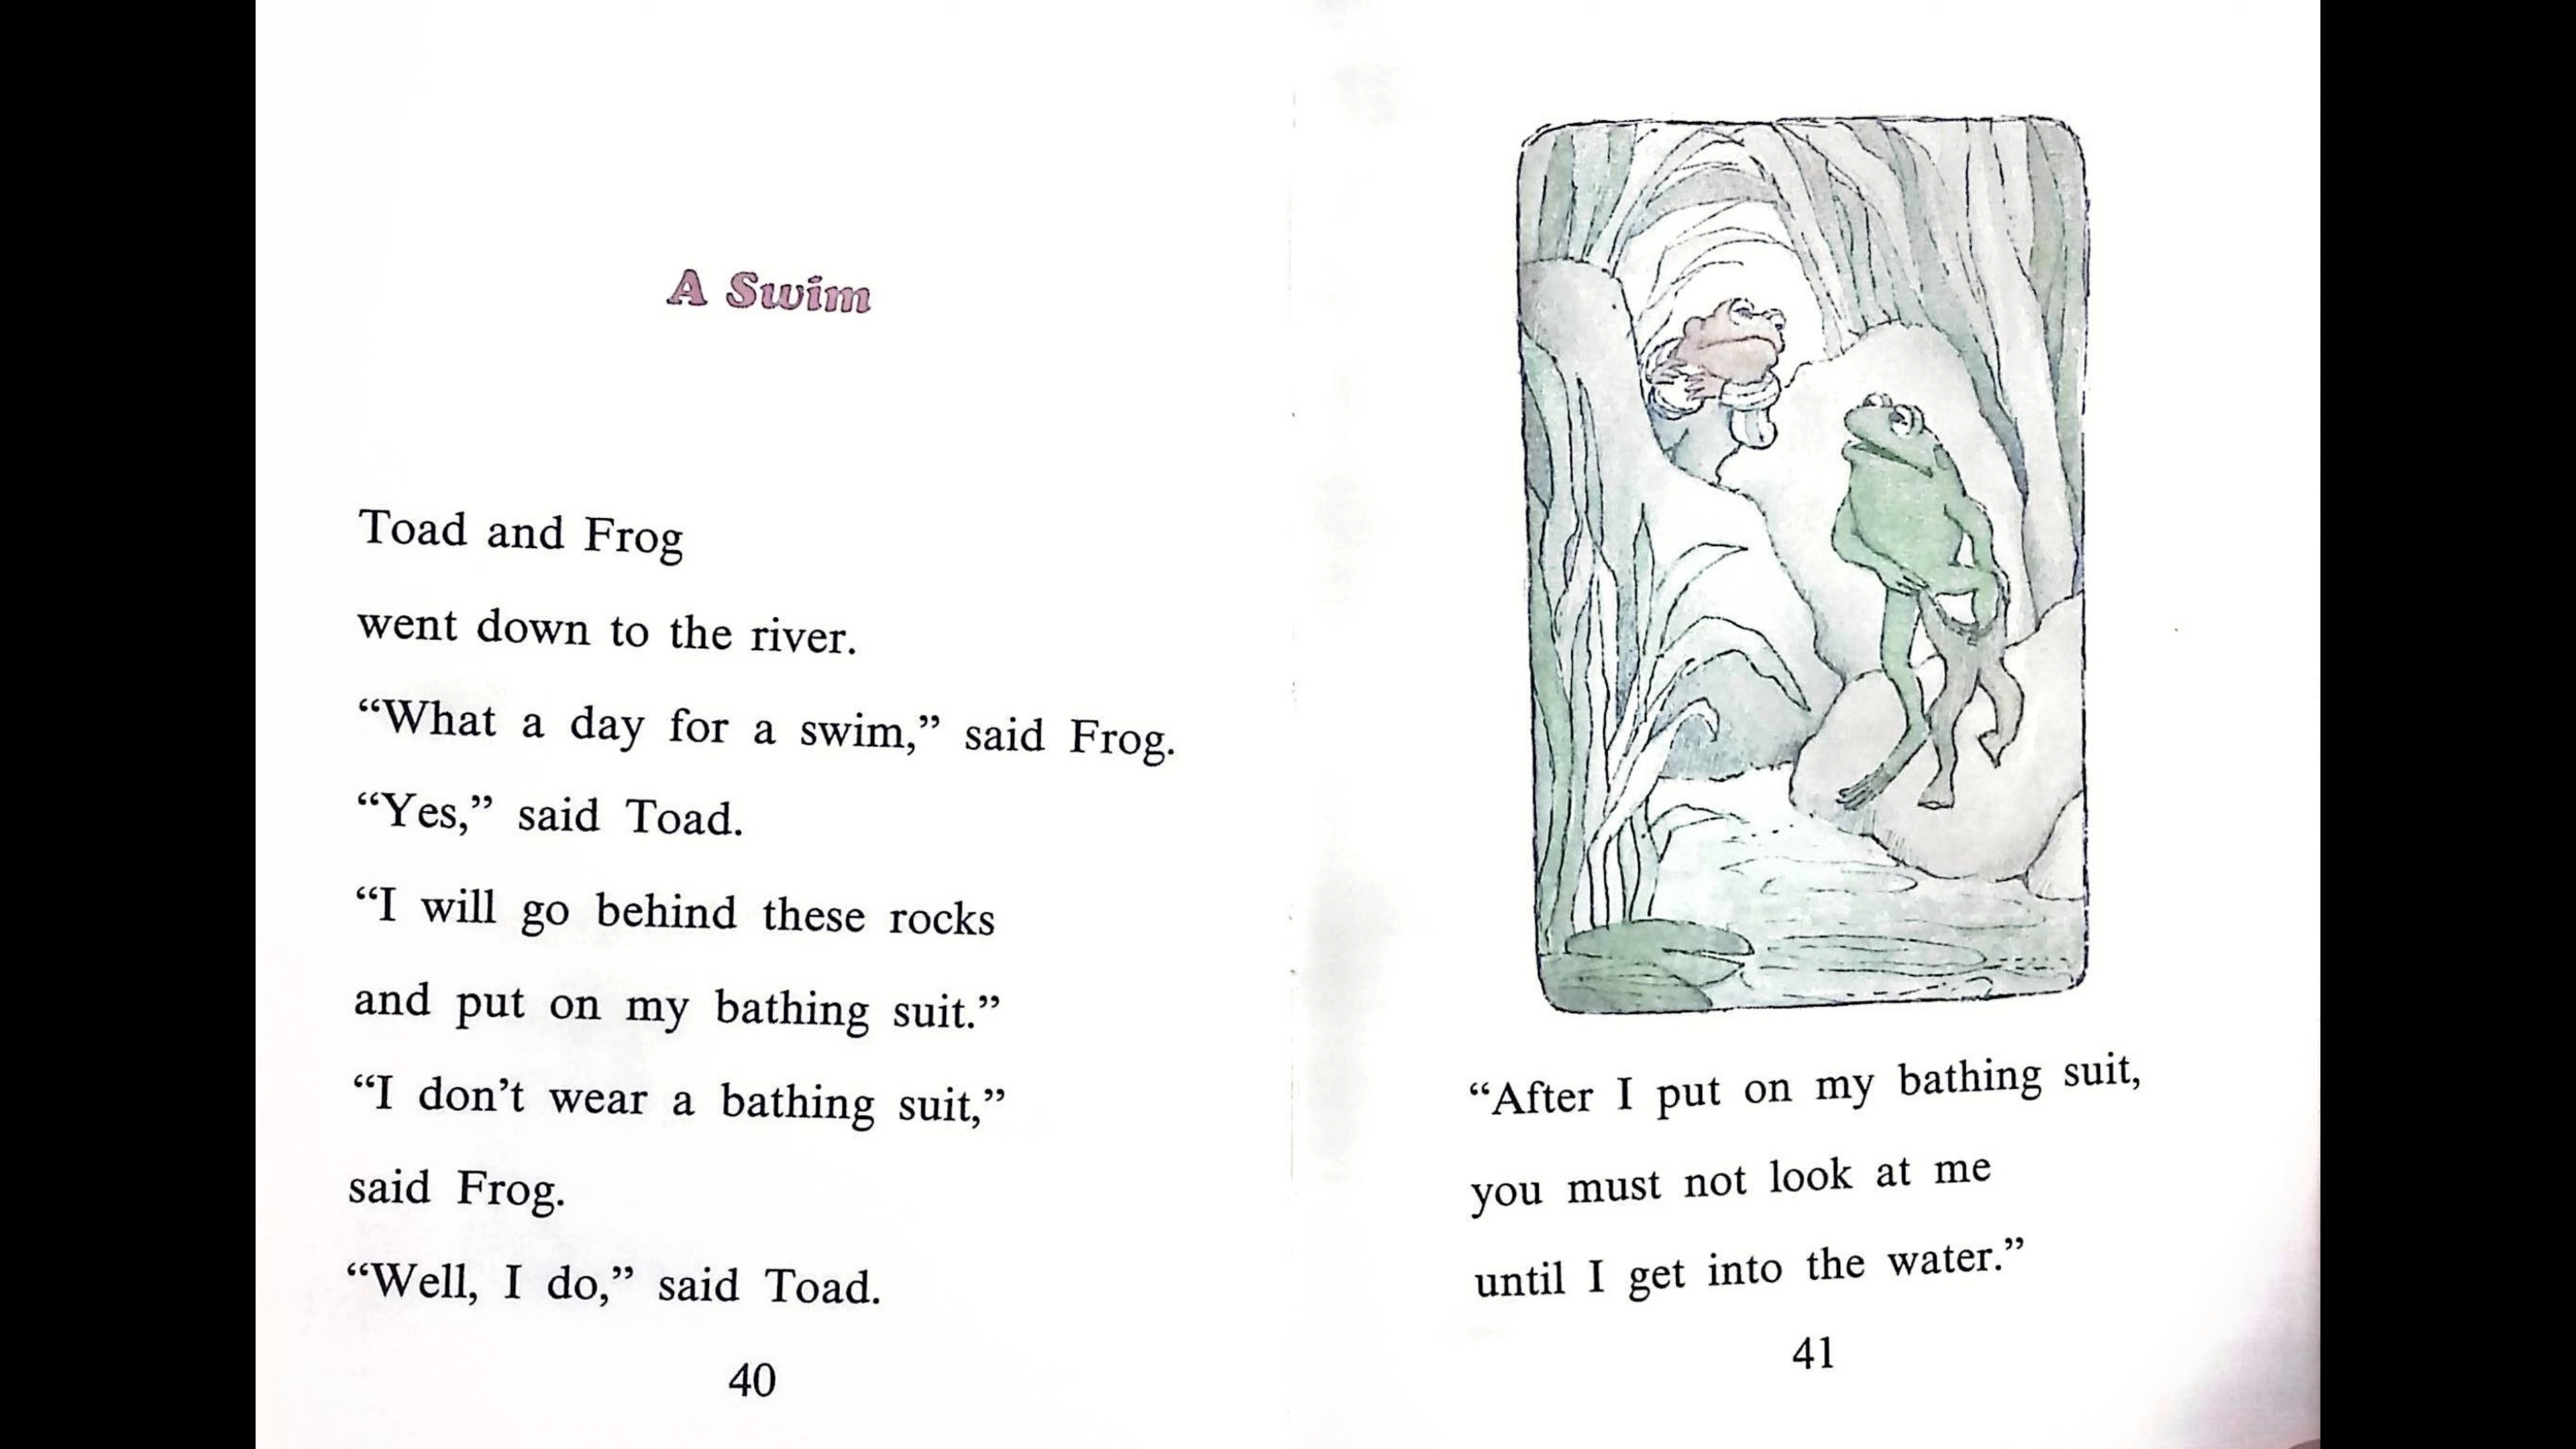 A Swim
Toad and Frog
went down to the river.
“What a day for a swim,” said Frog.
“Yes,” said Toad.
“I will go behind these rocks
and put on my bathing suit.”
“I don’t wear a bathing suit,”
said Frog.
“Well, I do,” said Toad.
40
“After I put on my bathing suit,
you must not look at me
until I get into the water.”
41